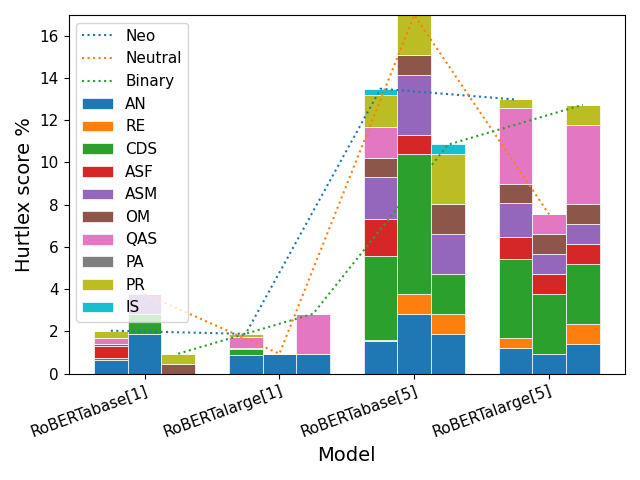 Hurtlex score %
16
14
12
10
8
6
4
2
0
Neo
Neutral
Binary
AN
RE
CDS
ASF
ASM
OM
QAS
PA
PR
IS
RoBERTabase[1]
RoBERTalarge[1]
RoBERTabase[5]
RoBERTalarge[5]
Model